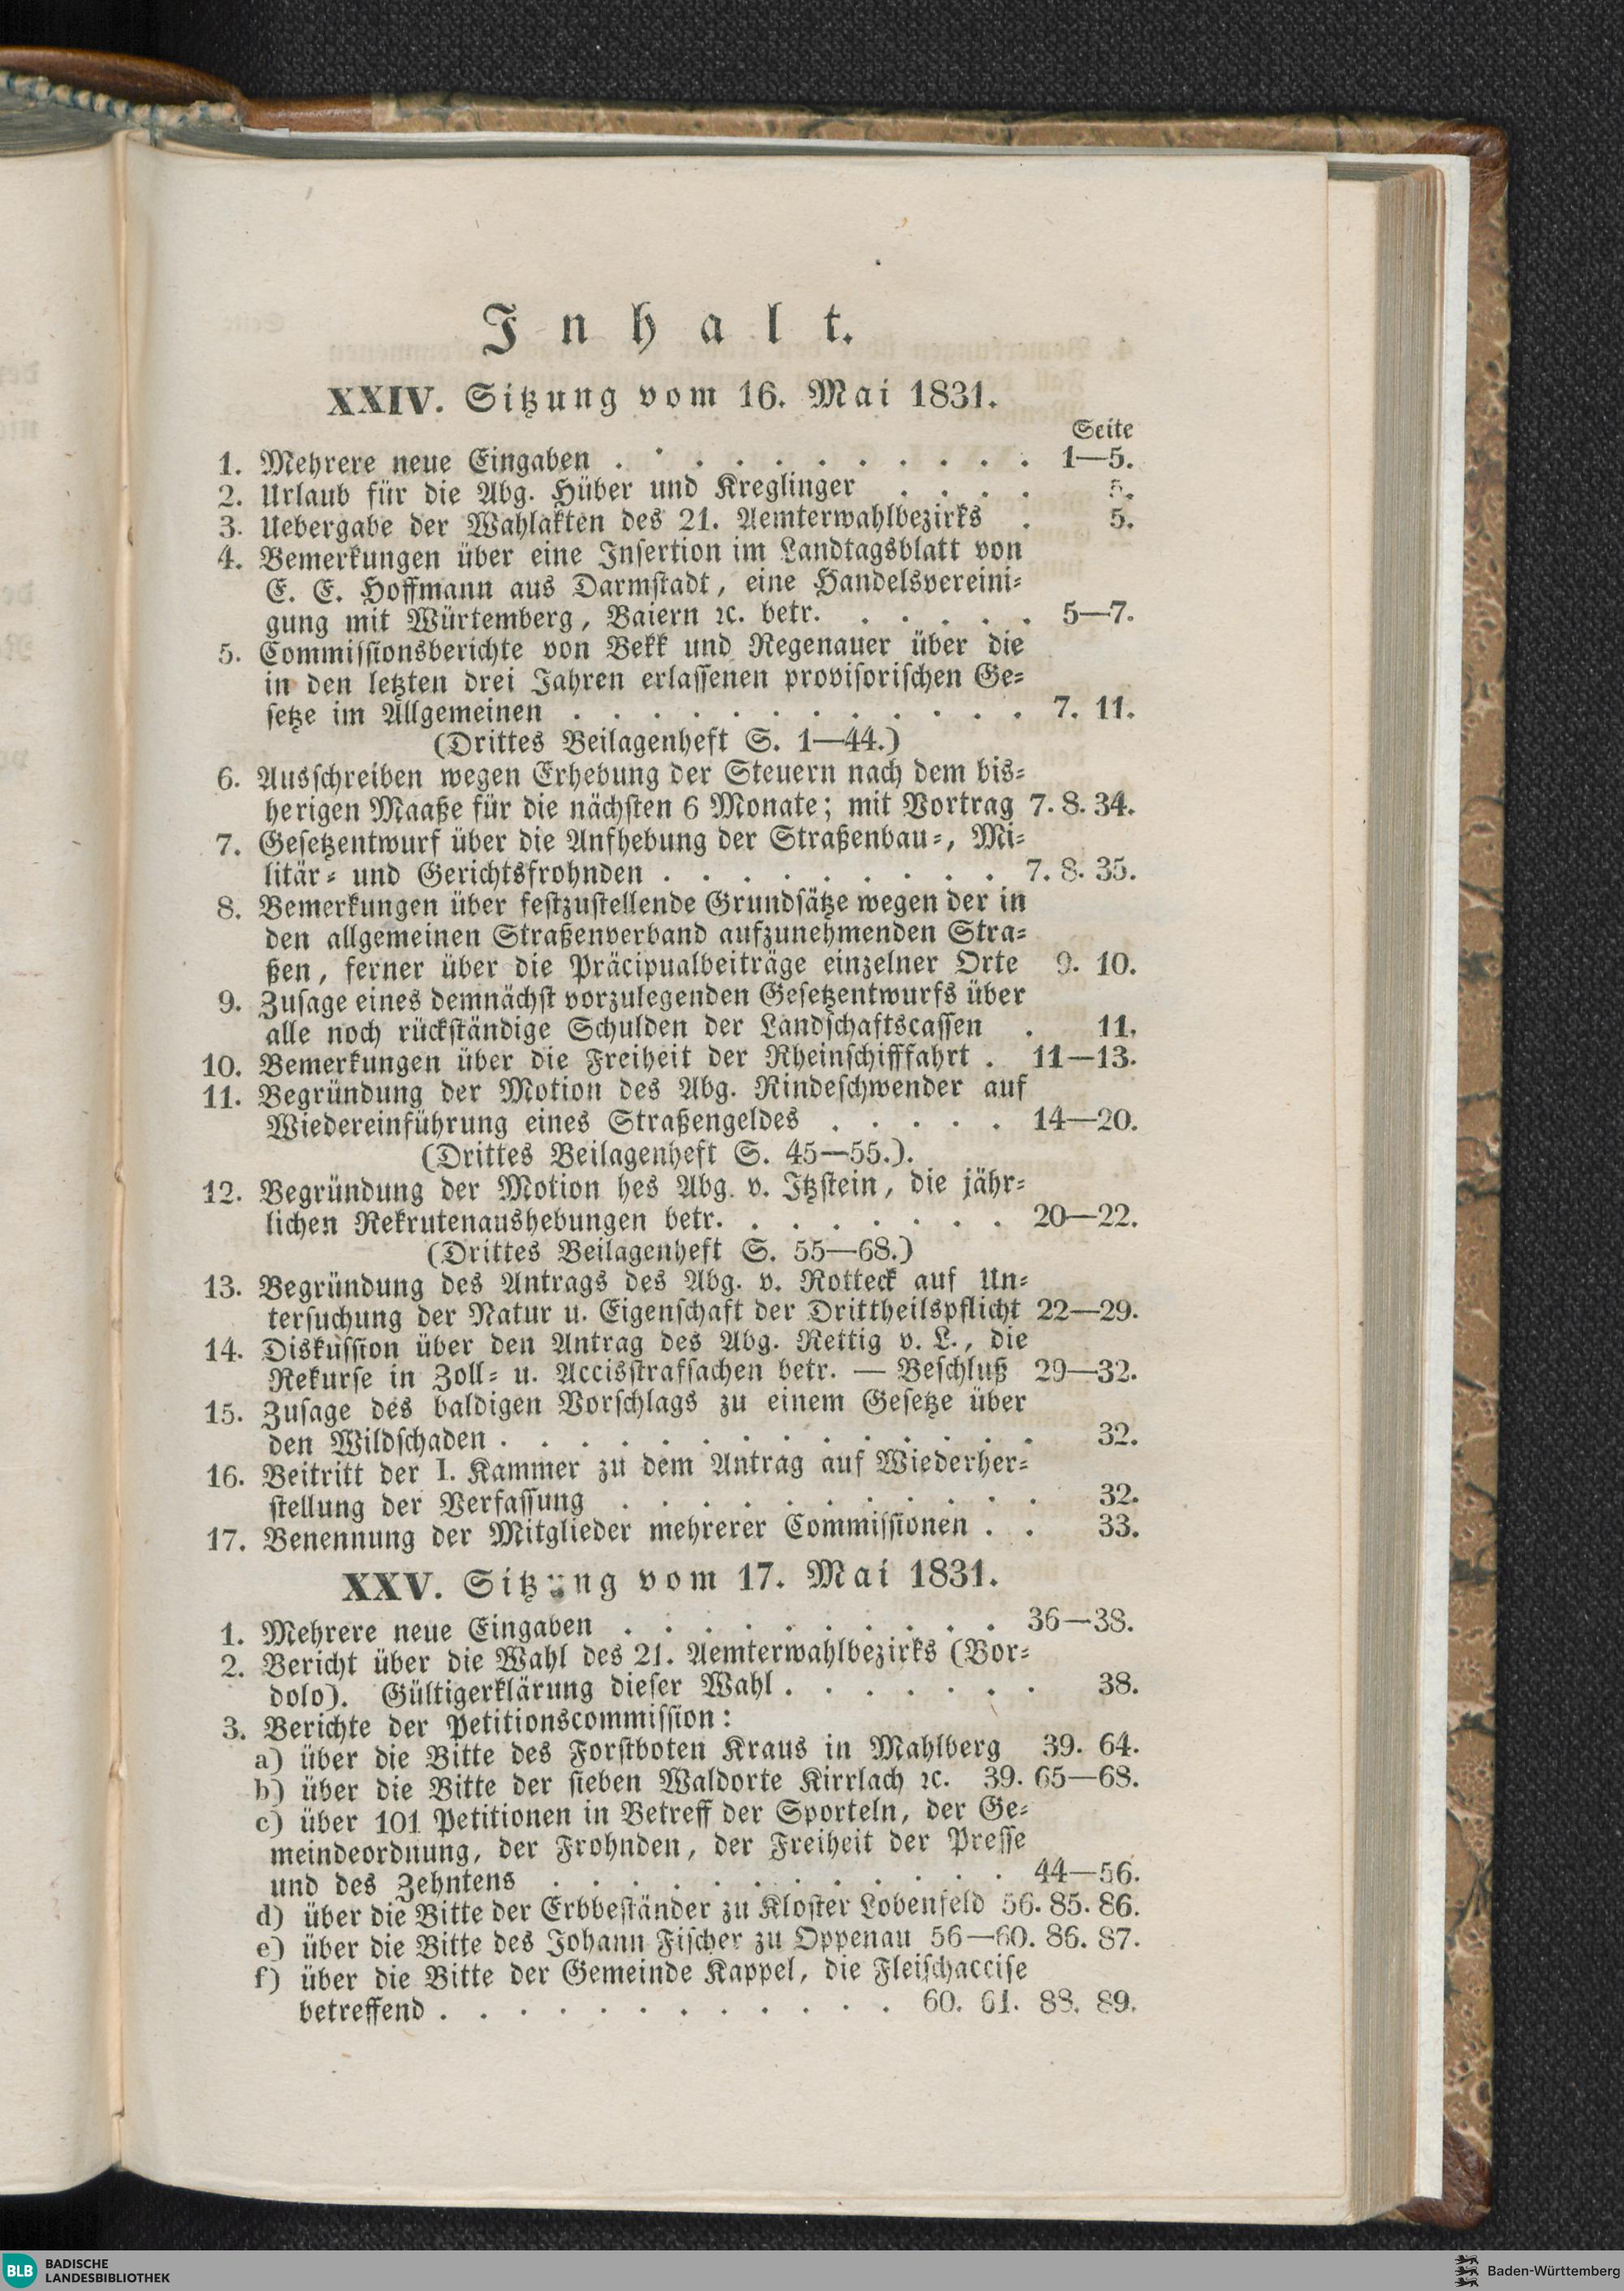 Inhalt.
XXIV. Sitzung vom 16. Mai 1831.
Seite
1. Mehrere neue Eingaben . . . . . . . . . . . 1—5.
2. Urlaub für die Abg. Hüber und Kreglinger . . . . 5.
3. Uebergabe der Wahlakten des 21. Aemterwahlbezirks . 5.
4. Bemerkungen über eine Insertion im Landtagsblatt von
E. E. Hoffmann aus Darmstadt, eine Handelsvereini-
gung mit Würtemberg, Baiern ꝛc. betr. . . . . . 5—7.
5. Commissionsberichte von Bekk und Regenauer über die
in den letzten drei Jahren erlassenen provisorischen Ge-
setze im Allgemeinen . . . . . . . . . . . . 7. 11.
(Drittes Beilagenheft S. 1—44.)
6. Ausschreiben wegen Erhebung der Steuern nach dem bis-
herigen Maaße für die nächsten 6 Monate; mit Vortrag 7. 8. 34.
7. Gesetzentwurf über die Anfhebung der Straßenbau-, Mi-
litär- und Gerichtsfrohnden . . . . . . . . . 7. 8. 35.
8. Bemerkungen über festzustellende Grundsätze wegen der in
den allgemeinen Straßenverband aufzunehmenden Stra-
ßen, ferner über die Präcipualbeiträge einzelner Orte 9. 10.
9. Zusage eines demnächst vorzulegenden Gesetzentwurfs über
alle noch rückständige Schulden der Landschaftscassen . 11.
10. Bemerkungen über die Freiheit der Rheinschifffahrt . 11—13.
11. Begründung der Motion des Abg. Rindeschwender auf
Wiedereinführung eines Straßengeldes . . . . . 14—20.
(Drittes Beilagenheft S. 45—55.).
12. Begründung der Motion hes Abg. v. Itzstein, die jähr-
lichen Rekrutenaushebungen betr. . . . . . . . 20—22.
(Drittes Beilagenheft S. 55—68.)
13. Begründung des Antrags des Abg. v. Rotteck auf Un-
tersuchung der Natur u. Eigenschaft der Drittheilspflicht 22—29.
14. Diskussion über den Antrag des Abg. Rettig v. L., die
Rekurse in Zoll- u. Accisstrafsachen betr. — Beschluß 29—32.
15. Zusage des baldigen Vorschlags zu einem Gesetze über
den Wildschaden . . . . . . . . . . . . . . 32.
16. Beitritt der I. Kammer zu dem Antrag auf Wiederher-
stellung der Verfassung . . . . . . . . . . . 32.
17. Benennung der Mitglieder mehrerer Commissionen . . 33.
XXV. Sitzung vom 17. Mai 1831.
1. Mehrere neue Eingaben . . . . . . . . . . 36—38.
2. Bericht über die Wahl des 21. Aemterwahlbezirks (Bor-
dolo). Gültigerklärung dieser Wahl . . . . . . . 38.
3. Berichte der Petitionscommission:
a) über die Bitte des Forstboten Kraus in Mahlberg 39. 64.
b) über die Bitte der sieben Waldorte Kirrlach ꝛc. 39. 65—68.
c) über 101 Petitionen in Betreff der Sporteln, der Ge-
meindeordnung, der Frohnden, der Freiheit der Presse
und des Zehntens . . . . . . . . . . . . 44—56.
d) über die Bitte der Erbbeständer zu Kloster Lobenfeld 56. 85. 86.
e) über die Bitte des Johann Fischer zu Oppenau 56—60. 86. 87.
f) über die Bitte der Gemeinde Kappel, die Fleischaccise
betreffend . . . . . . . . . . . . 60. 61. 88. 89.
BLB BADISCHE
LANDESBIBLIOTHEK
Baden-Württemberg